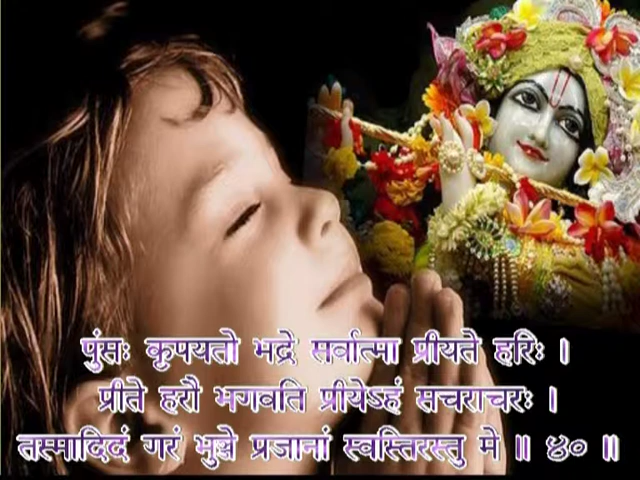 पुंसः कृपयतो भद्रे सर्वात्मा प्रीयते हरिः ।
प्रीते हरौ भगवति प्रीयेऽहं सचराचरः ।
तस्मादिदं गरं भुञ्जे प्रजानां स्वस्तिरस्तु मे ॥ ४० ॥